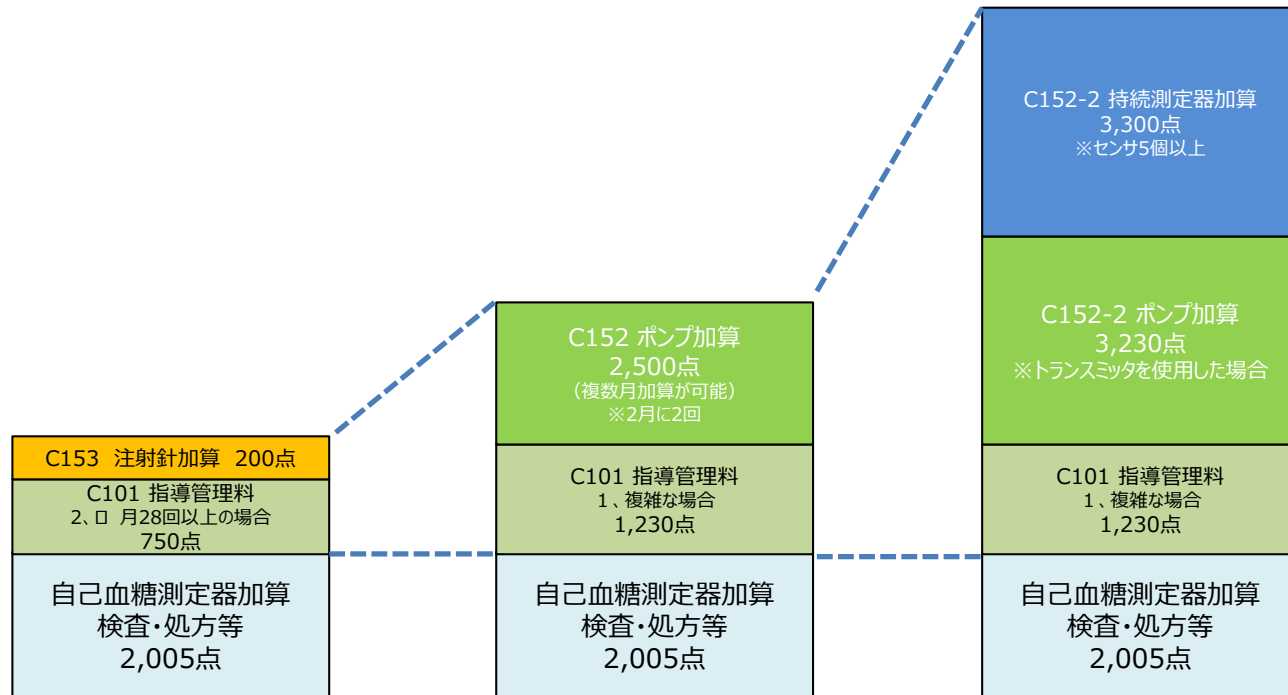 C153 注射針加算 200点
C101 指導管理料
2、ロ 月28回以上の場合
750点
自己血糖測定器加算
検査・処方等
2,005点
C152 ポンプ加算
2,500点
（複数月加算が可能）
※2月に2回
C101 指導管理料
1、複雑な場合
1,230点
自己血糖測定器加算
検査・処方等
2,005点
C152-2 持続測定器加算
3,300点
※センサ5個以上
C152-2 ポンプ加算
3,230点
※トランスミッタを使用した場合
C101 指導管理料
1、複雑な場合
1,230点
自己血糖測定器加算
検査・処方等
2,005点